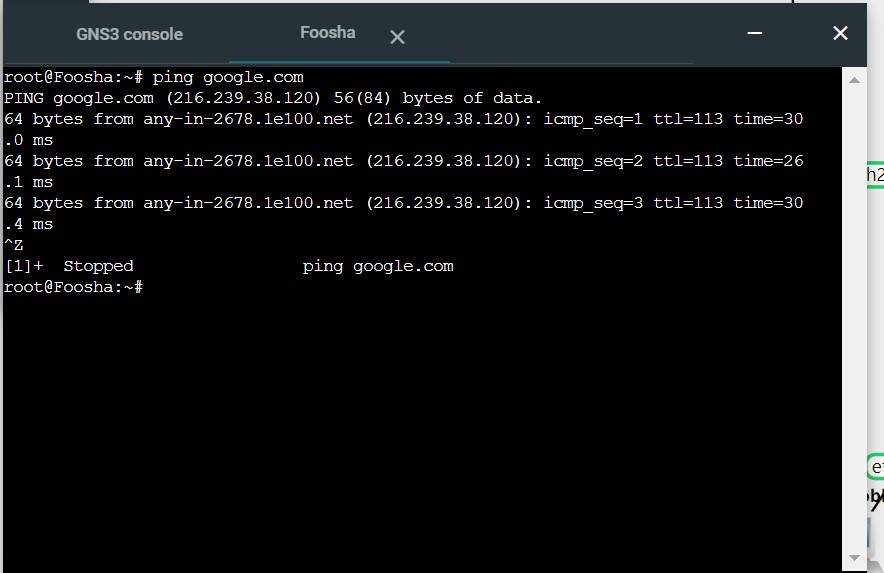 GNS3 console
Foosha
root@Foosha:~# ping google.com
PING google.com (216.239.38.120) 56(84) bytes of data.
64 bytes from any-in-2678.1e100.net (216.239.38.120): icmp_seq=1 ttl=113 time=30
.0 ms
64 bytes from any-in-2678.1e100.net (216.239.38.120): icmp_seq=2 ttl=113 time=26
.1 ms
64 bytes from any-in-2678.1e100.net (216.239.38.120): icmp_seq=3 ttl=113 time=30
.4 ms
^Z
[1]+  Stopped                 ping google.com
root@Foosha:~#